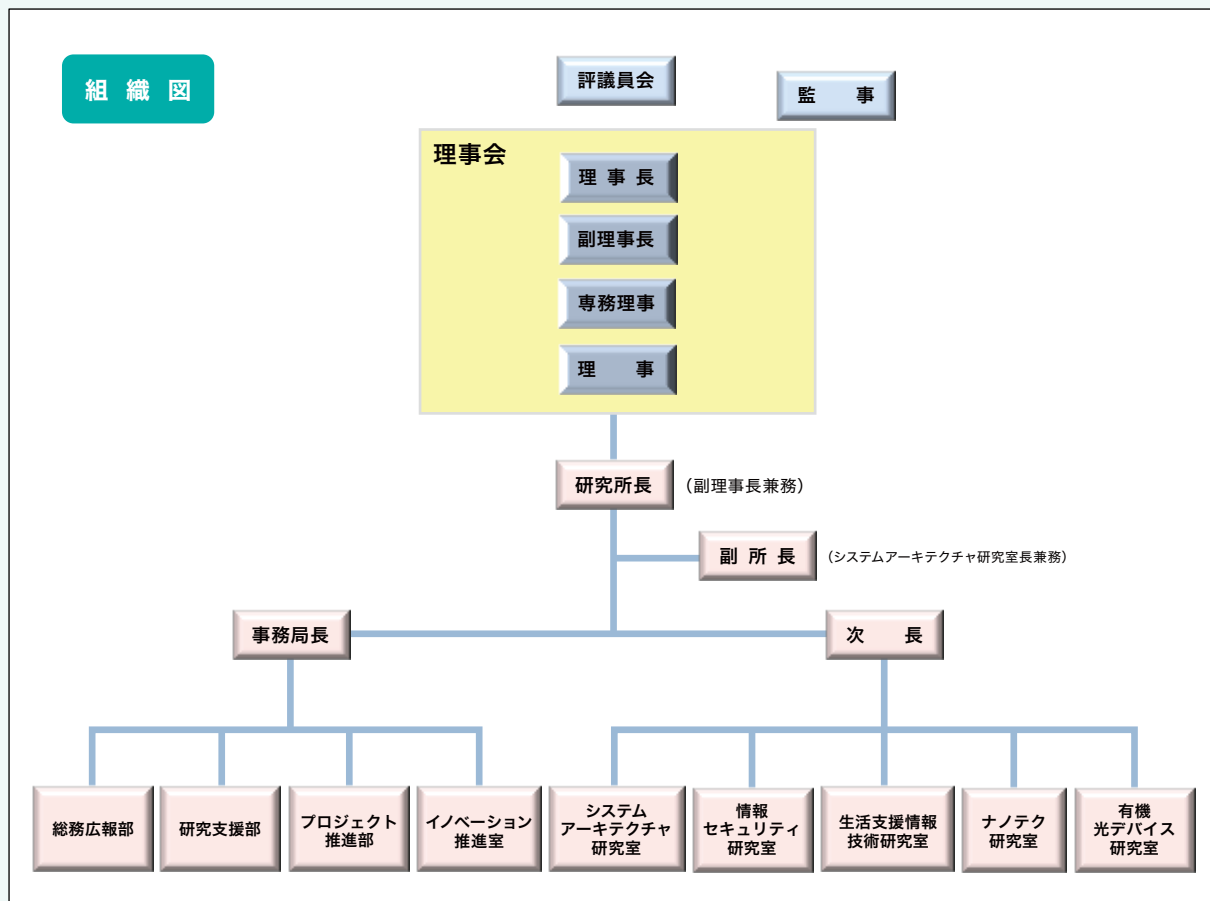 組 織 図
評議員会
監　　事
理事会
理 事 長
副理事長
専務理事
理　　事
研究所長
（副理事長兼務）
副 所 長
（システムアーキテクチャ研究室長兼務）
事務局長
次　　長
総務広報部
研究支援部
プロジェクト
推進部
イノベーション
推進室
システム
アーキテクチャ
研究室
情報
セキュリティ
研究室
生活支援情報
技術研究室
ナノテク
研究室
有機
光デバイス
研究室